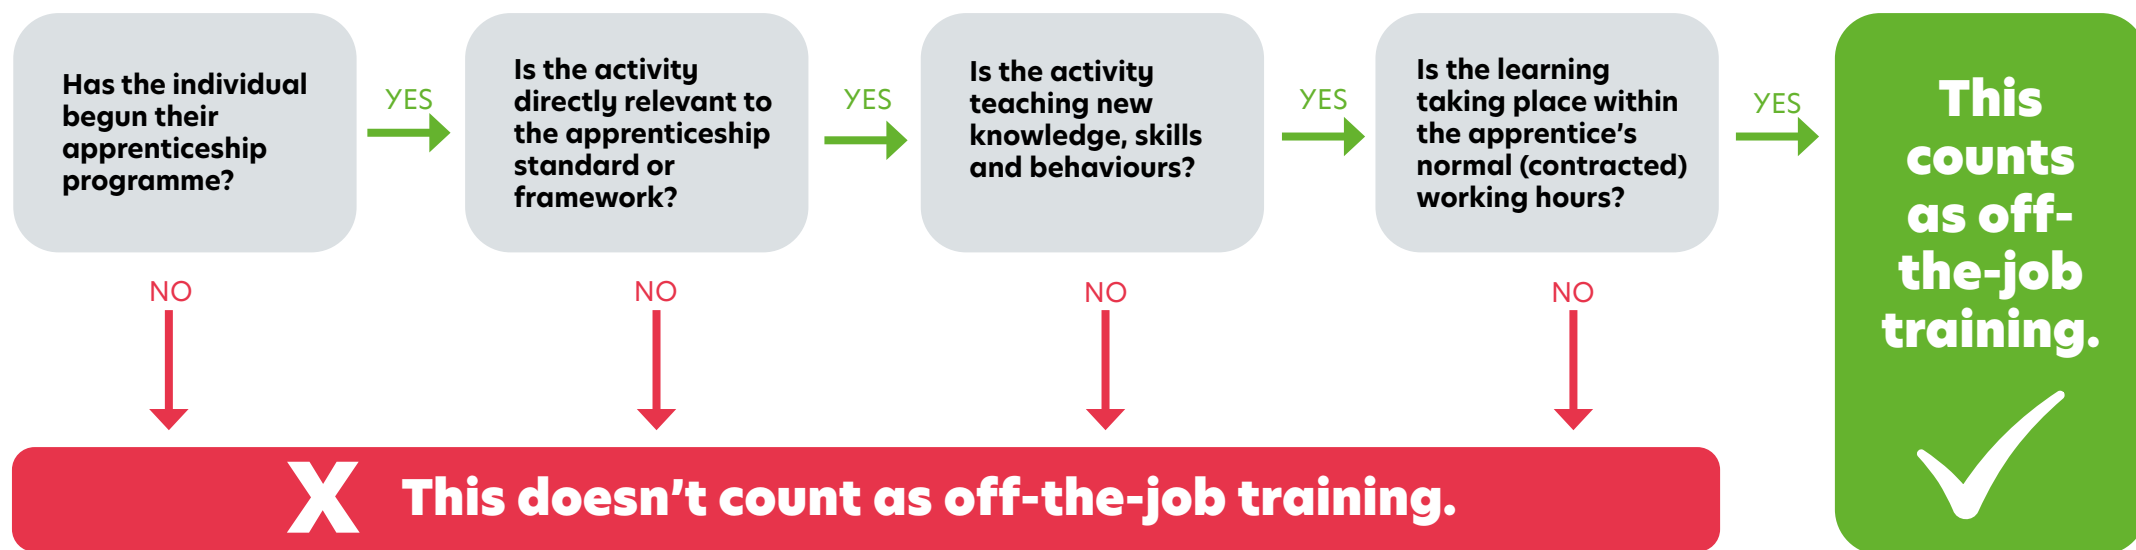 Has the individual
begun their
apprenticeship
programme?
YES
NO
Is the activity
directly relevant to
the apprenticeship
standard or
framework?
YES
NO
Is the activity
teaching new
knowledge, skills
and behaviours?
YES
NO
Is the learning
taking place within
the apprentice's
normal (contracted)
working hours?
YES
NO
This
counts
as off-
the-job
training.
X This doesn't count as off-the-job training.